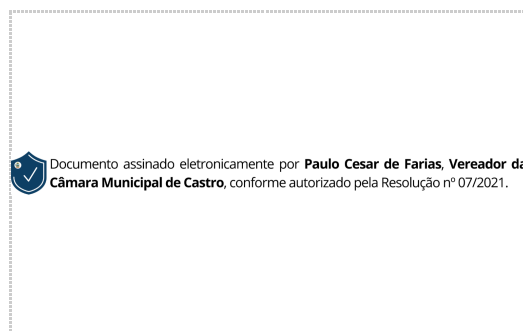 Documento assinado eletronicamente por Paulo Cesar de Farias, Vereador da
Câmara Municipal de Castro, conforme autorizado pela Resolução nº 07/2021.